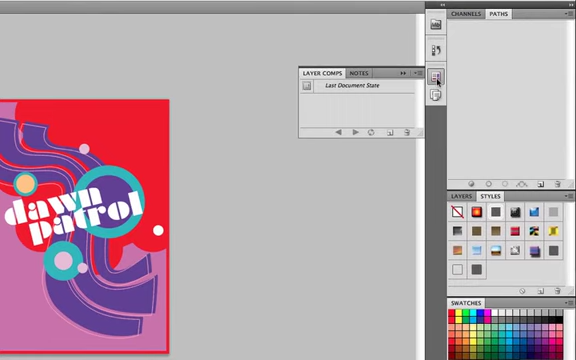 CHANNELS PATHS
LAYER COMPS NOTES
Last Document State
dawn
patrol
LAYERS STYLES
SWATCHES